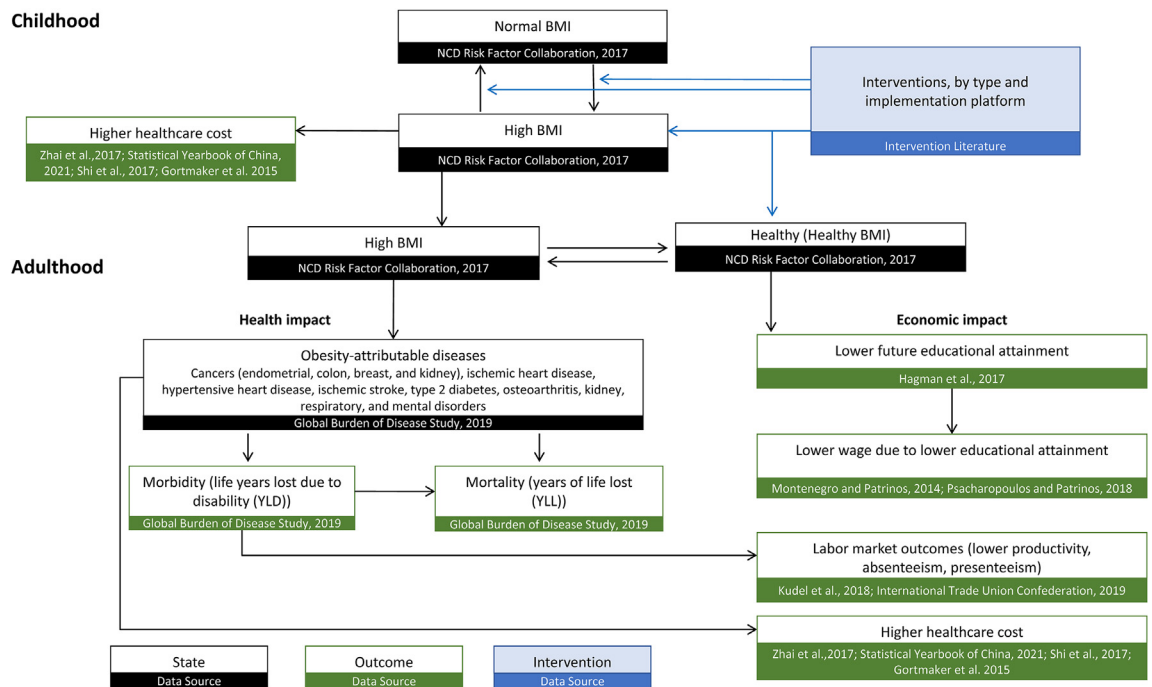 Childhood
Normal BMI
NCD Risk Factor Collaboration, 2017
Interventions, by type and
implementation platform
Intervention Literature
Higher healthcare cost
Zhai et al.,2017; Statistical Yearbook of China,
2021; Shi et al., 2017; Gortmaker et al. 2015
High BMI
NCD Risk Factor Collaboration, 2017
High BMI
NCD Risk Factor Collaboration, 2017
Healthy (Healthy BMI)
NCD Risk Factor Collaboration, 2017
Adulthood
Health impact
Economic impact
Obesity-attributable diseases
Cancers (endometrial, colon, breast, and kidney), ischemic heart disease,
hypertensive heart disease, ischemic stroke, type 2 diabetes, osteoarthritis, kidney,
respiratory, and mental disorders
Global Burden of Disease Study, 2019
Lower future educational attainment
Hagman et al., 2017
Morbidity (life years lost due to
disability (YLD))
Global Burden of Disease Study, 2019
Mortality (years of life lost
(YLL))
Global Burden of Disease Study, 2019
Lower wage due to lower educational attainment
Montenegro and Patrinos, 2014; Psacharopoulos and Patrinos, 2018
Labor market outcomes (lower productivity,
absenteeism, presenteeism)
Kudel et al., 2018; International Trade Union Confederation, 2019
Higher healthcare cost
Zhai et al.,2017; Statistical Yearbook of China, 2021; Shi et al., 2017;
Gortmaker et al. 2015
State
Data Source
Outcome
Data Source
Intervention
Data Source